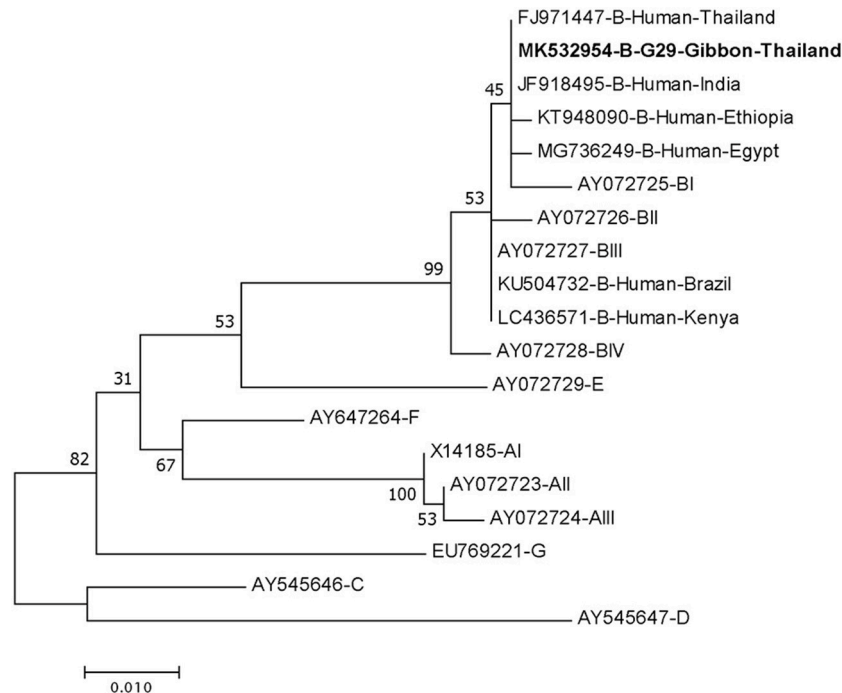 FJ971447-B-Human-Thailand
MK532954-B-G29-Gibbon-Thailand
45
JF918495-B-Human-India
KT948090-B-Human-Ethiopia
MG736249-B-Human-Egypt
AY072725-BI
53
AY072726-BII
AY072727-BIII
99
KU504732-B-Human-Brazil
53
LC436571-B-Human-Kenya
AY072728-BIV
31
AY072729-E
AY647264-F
82
67
X14185-AI
100
AY072723-AII
53
AY072724-AIII
EU769221-G
AY545646-C
AY545647-D
0.010